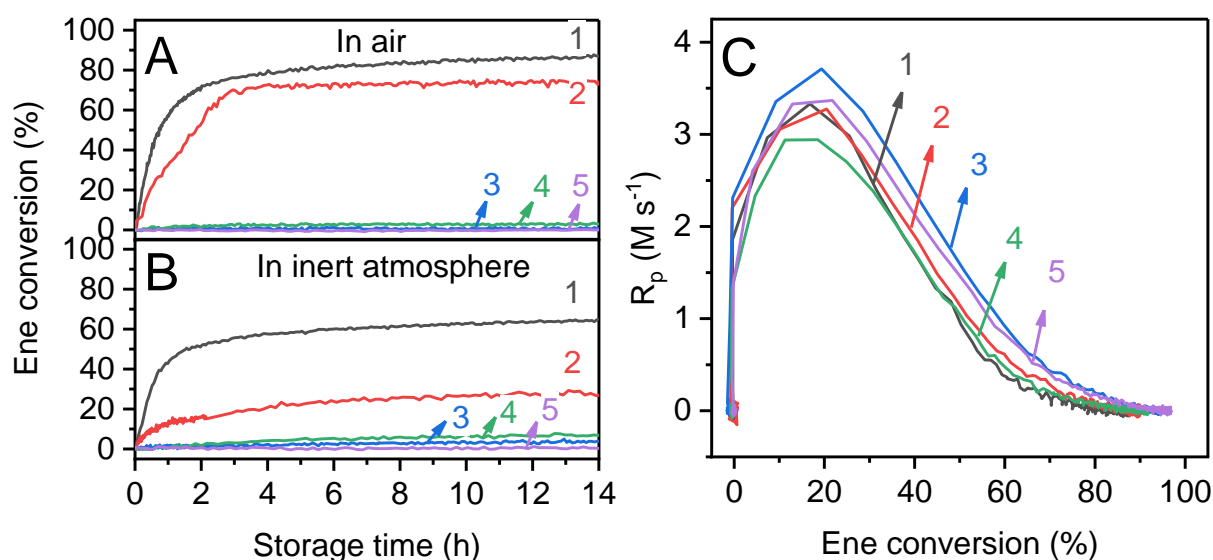 A
In air
1
2
3
4
5
100
80
60
40
20
0
B
In inert atmosphere
1
2
3
4
5
100
80
60
40
20
0
0 2 4 6 8 10 12 14
Ene conversion (%)
Storage time (h)
C
1
2
3
4
5
4
3
2
1
0
0 20 40 60 80 100
Rₚ (M s⁻¹)
Ene conversion (%)